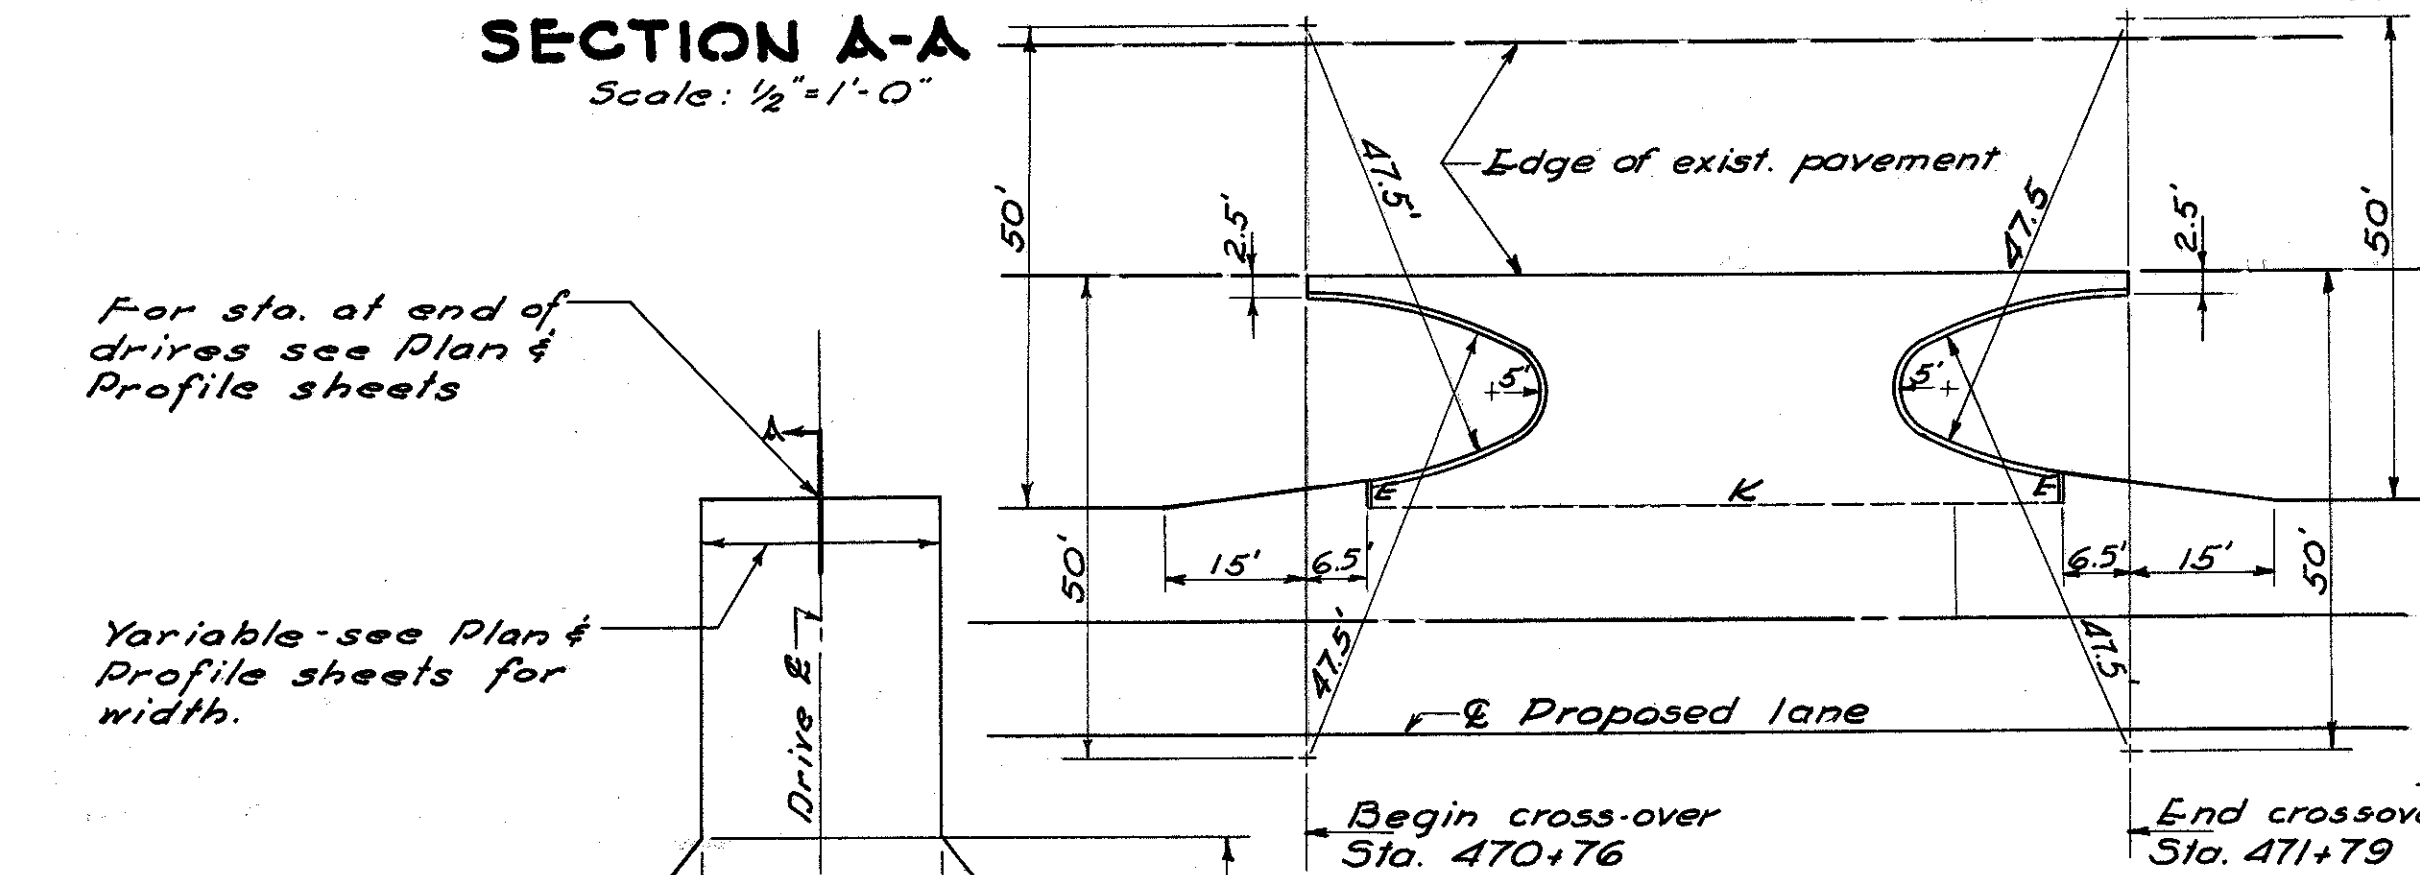 SECTION A-A
Scale: 1/2"=1'-0"
50'
2.5'
47.5'
Edge of exist. pavement
47.5
2.5'
50'
For sta. at end of
drives see Plan &
Profile sheets
A
5'
5'
E
K
E
50'
15'
6.5'
6.5'
15'
50'
Variable - see Plan &
Profile sheets for
width.
Drive ℄
47.5'
47.5
℄ Proposed lane
Begin cross-over
Sta. 470+76
End crossov
Sta. 471+79